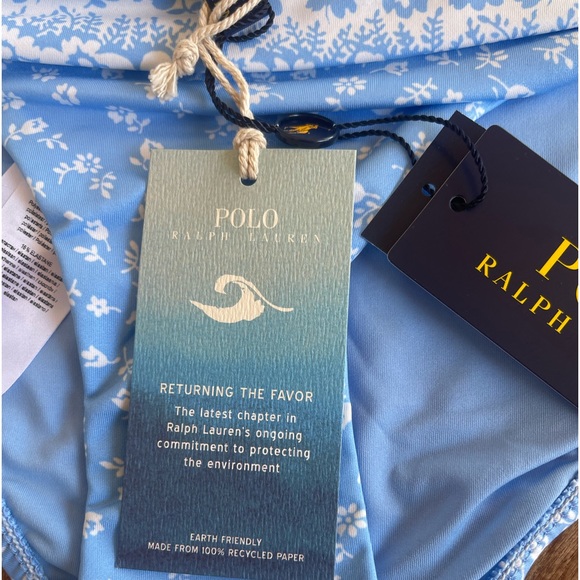 POLO
RALPH LAUREN
RETURNING THE FAVOR
The latest chapter in
Ralph Lauren's ongoing
commitment to protecting
the environment
EARTH FRIENDLY
MADE FROM 100% RECYCLED PAPER
RALPH